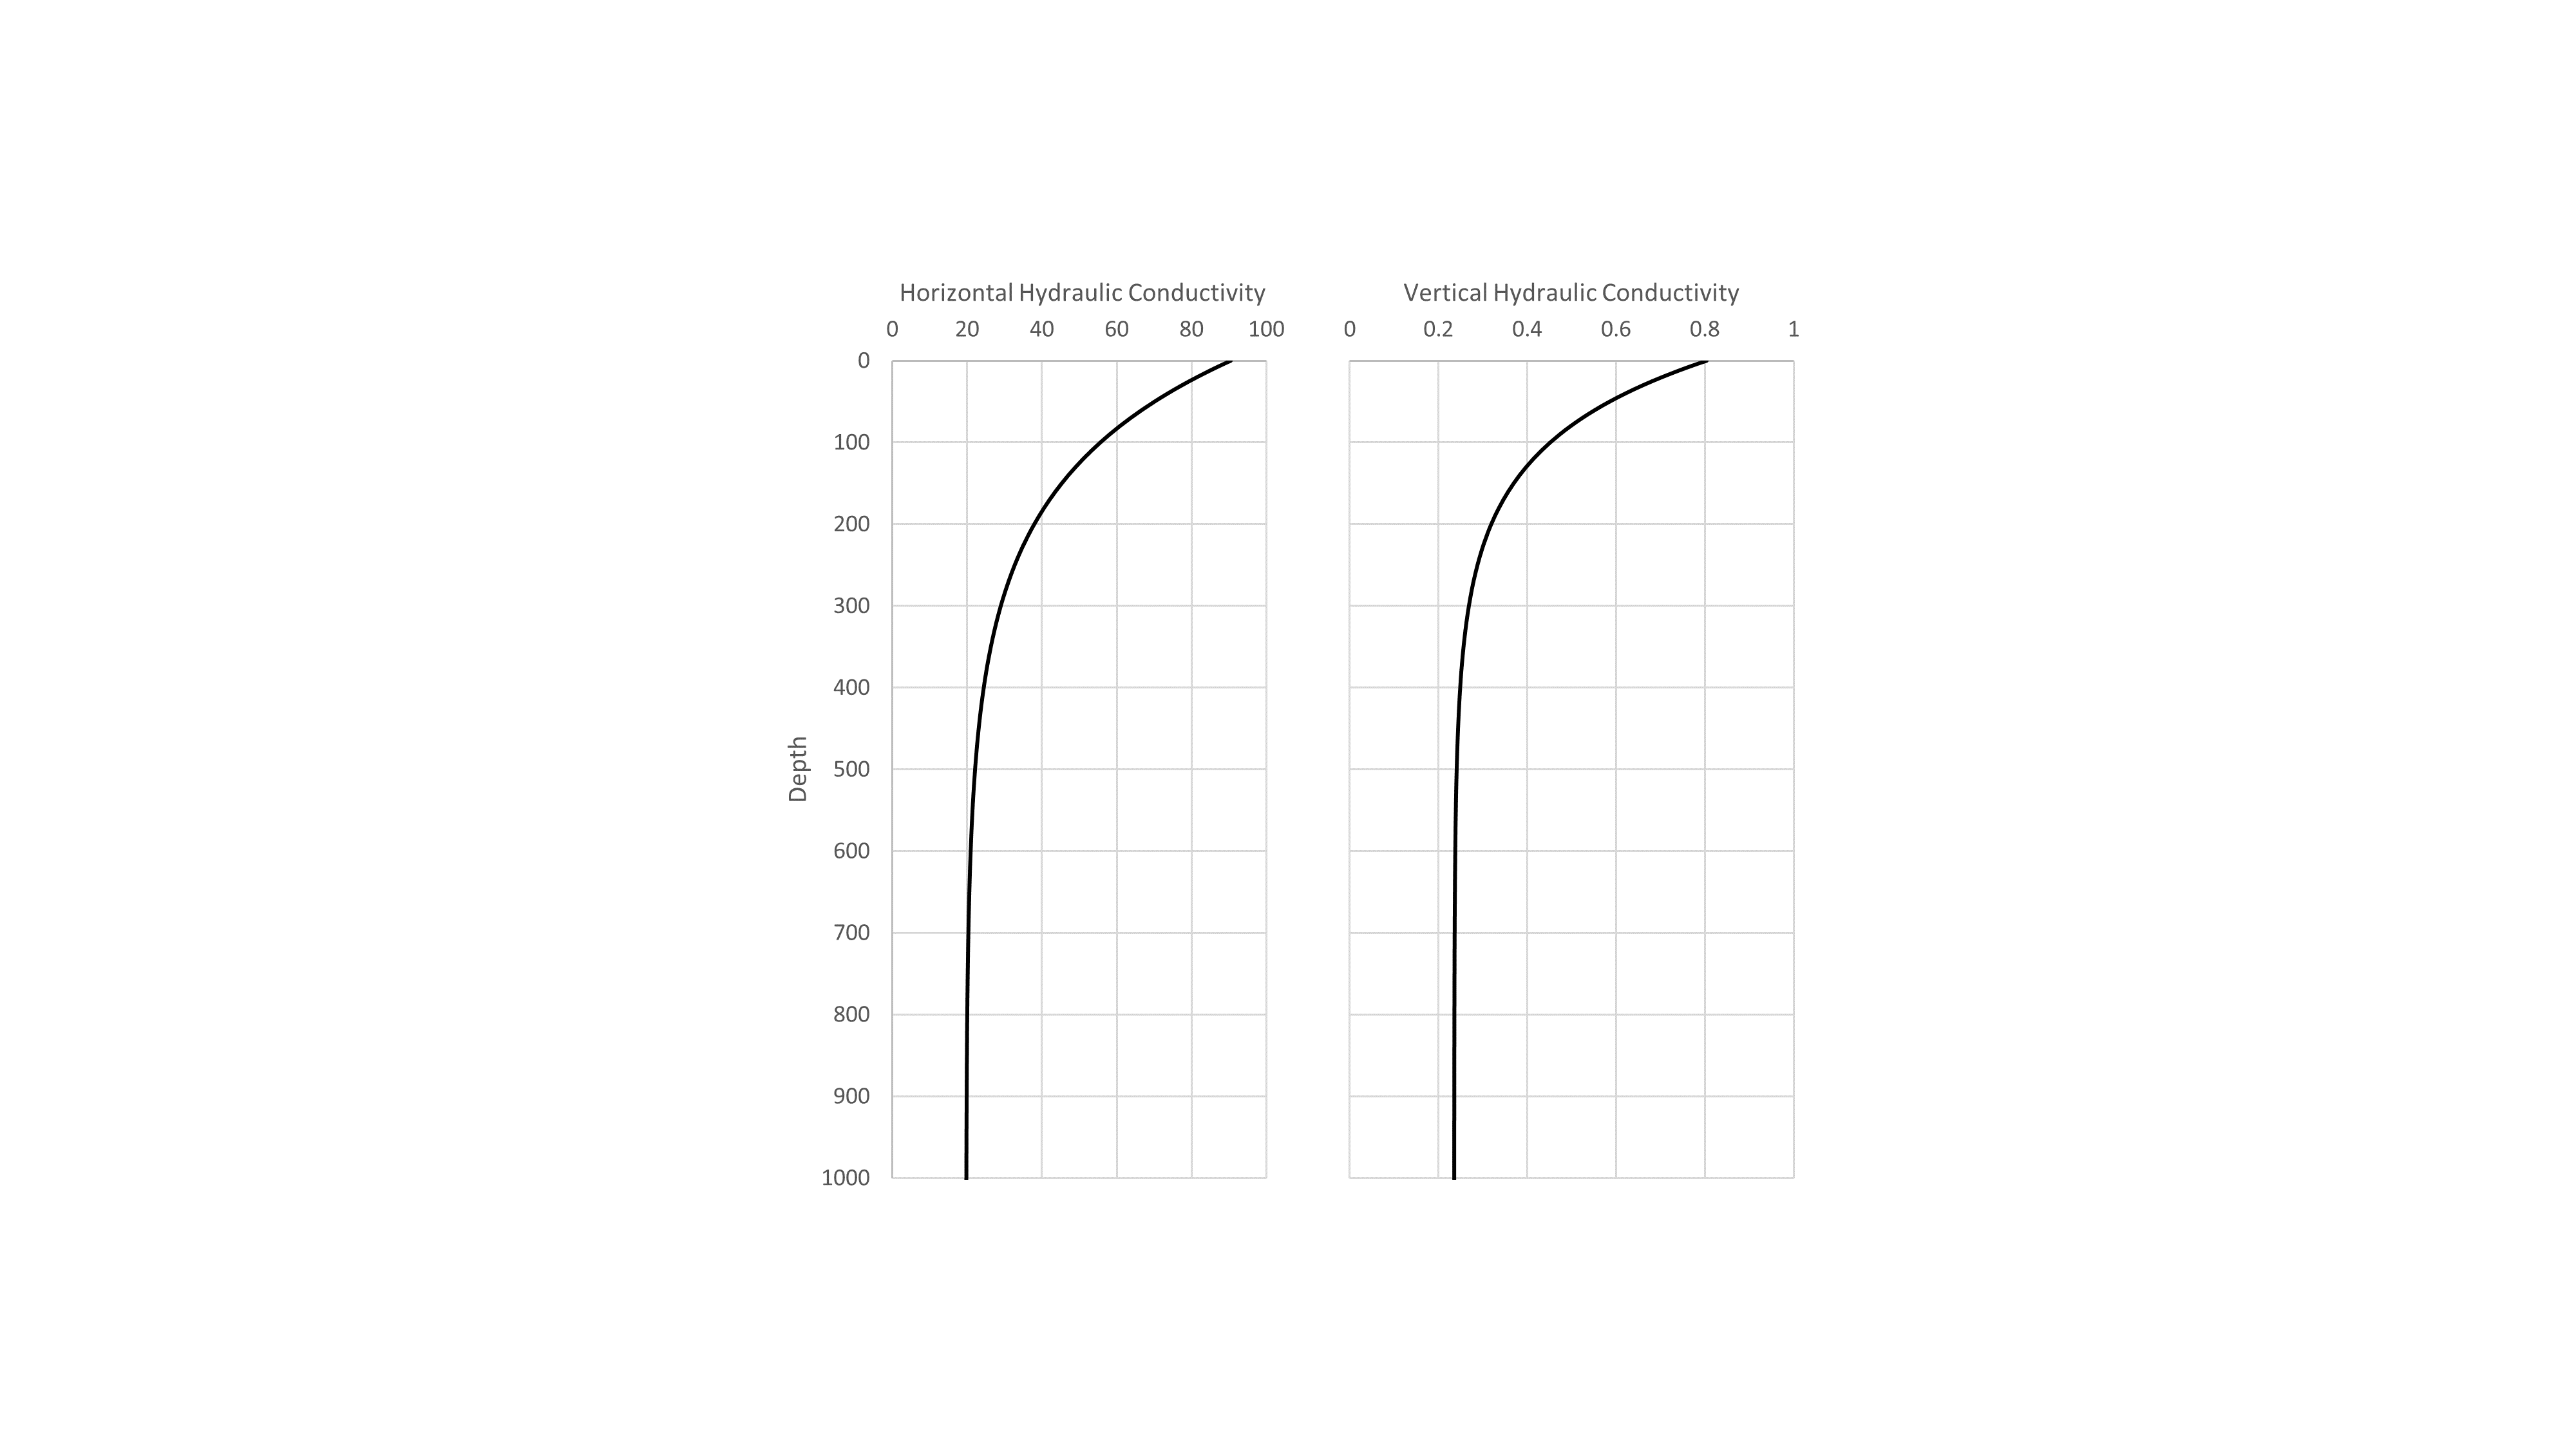 Horizontal Hydraulic Conductivity
0 20 40 60 80 100
Vertical Hydraulic Conductivity
0 0.2 0.4 0.6 0.8 1
Depth
0
100
200
300
400
500
600
700
800
900
1000